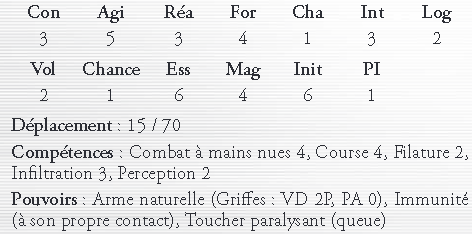 Con Agi Réa For Cha Int Log
3 5 3 4 1 3 2
Vol Chance Ess Mag Init PI
2 1 6 4 6 1
Déplacement : 15 / 70
Compétences : Combat à mains nues 4, Course 4, Filature 2,
Infiltration 3, Perception 2
Pouvoirs : Arme naturelle (Griffes : VD 2P, PA 0), Immunité
(à son propre contact), Toucher paralysant (queue)